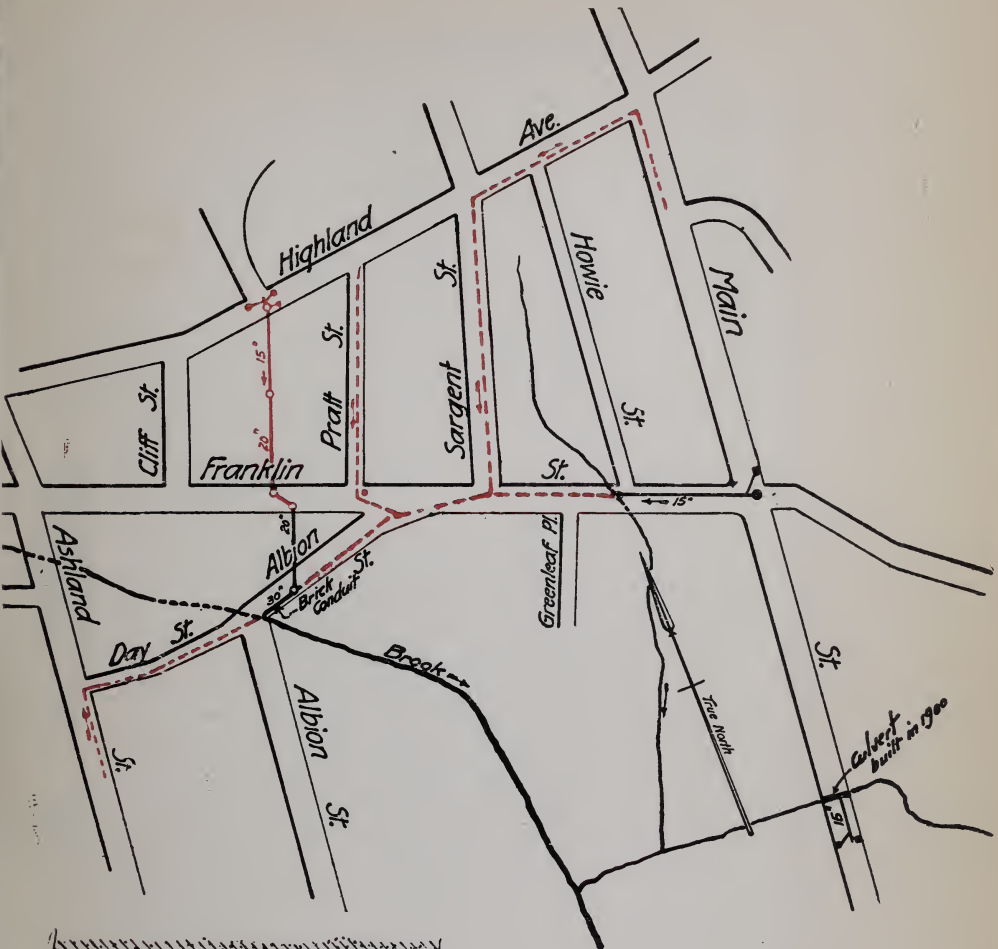 Ave.
Highland
Howie
St.
Main
St.
Sargent
St.
Pratt
St.
Cliff St.
15"
20"
Franklin
St.
15"
20"
Albion
St.
30"
Brick
Conduit
Greenleaf Pl.
Ashland
St.
Day St.
Brook
Albion
St.
True North
Culvert
built in 1900